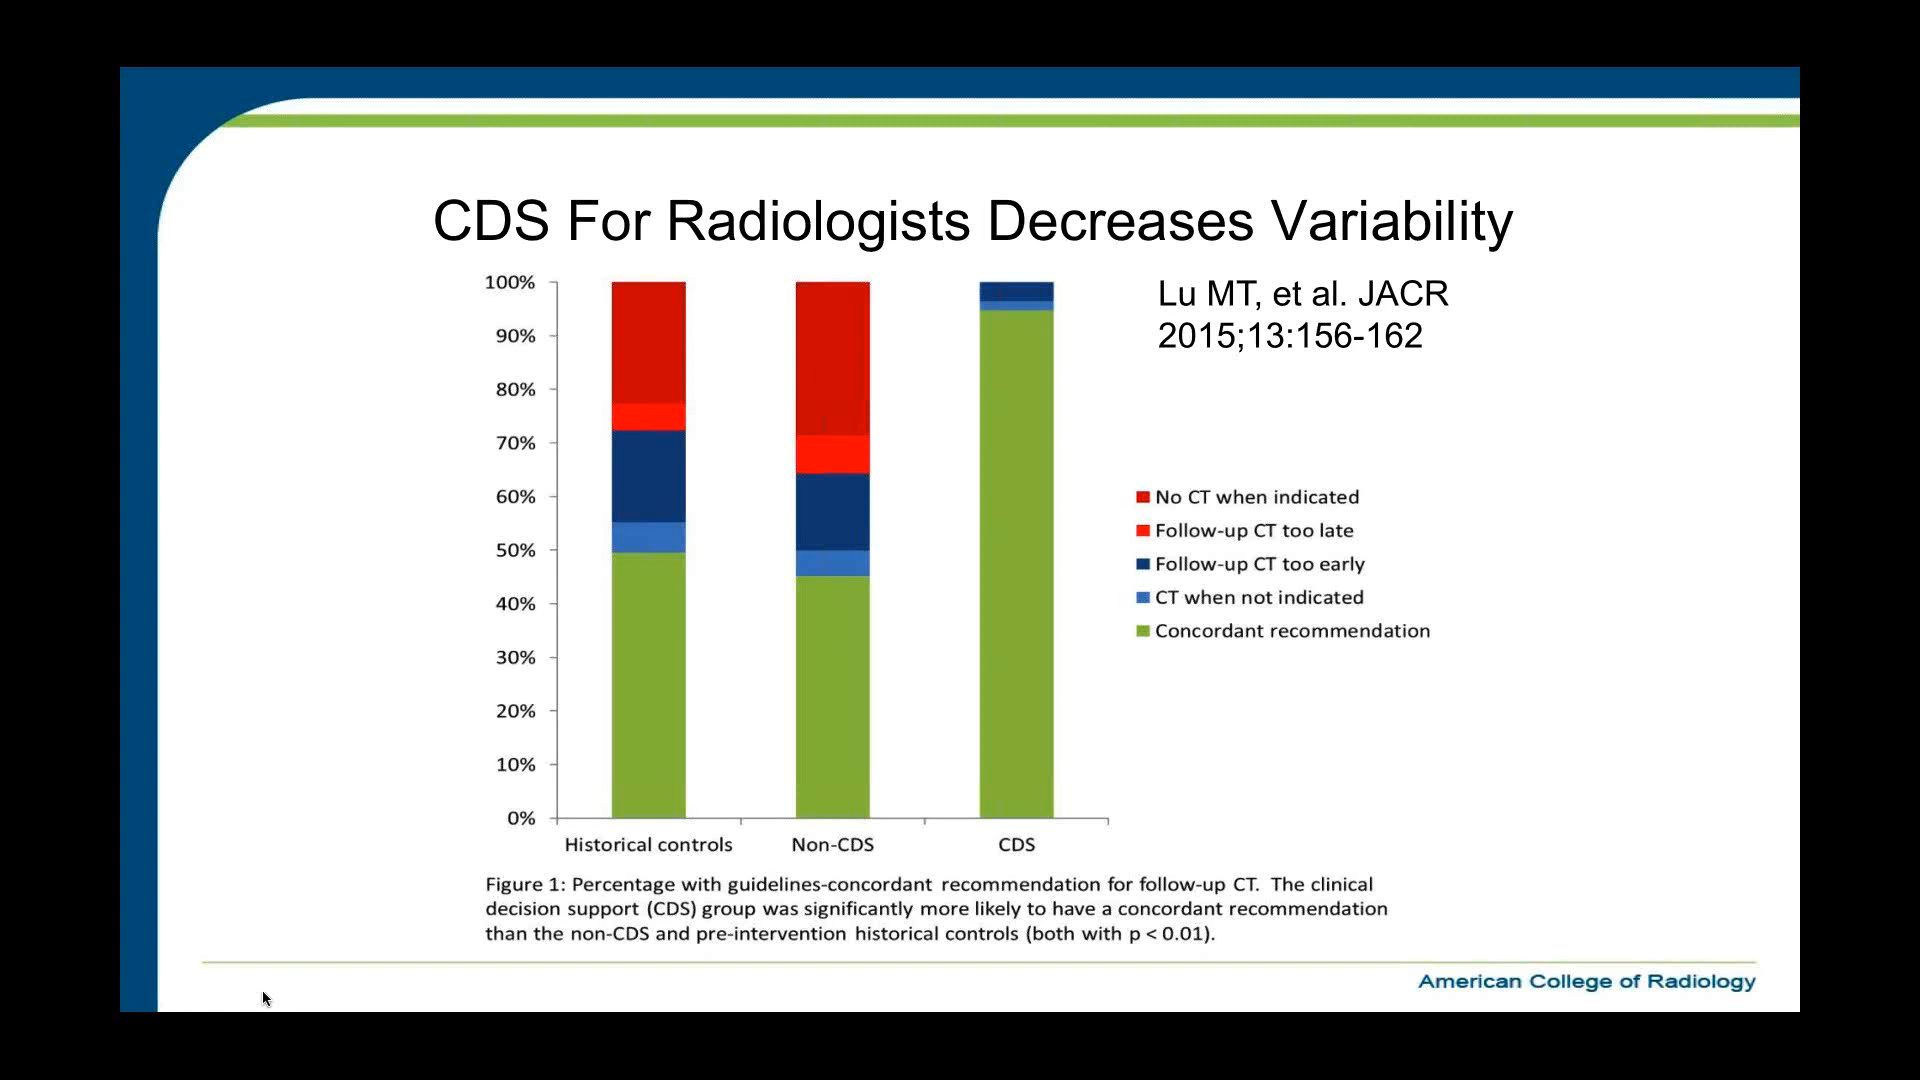 CDS For Radiologists Decreases Variability
Lu MT, et al. JACR
2015;13:156-162
100%
90%
80%
70%
60%
50%
40%
30%
20%
10%
0%
Historical controls
Non-CDS
CDS
No CT when indicated
Follow-up CT too late
Follow-up CT too early
CT when not indicated
Concordant recommendation
Figure 1: Percentage with guidelines-concordant recommendation for follow-up CT. The clinical
decision support (CDS) group was significantly more likely to have a concordant recommendation
than the non-CDS and pre-intervention historical controls (both with p < 0.01).
American College of Radiology